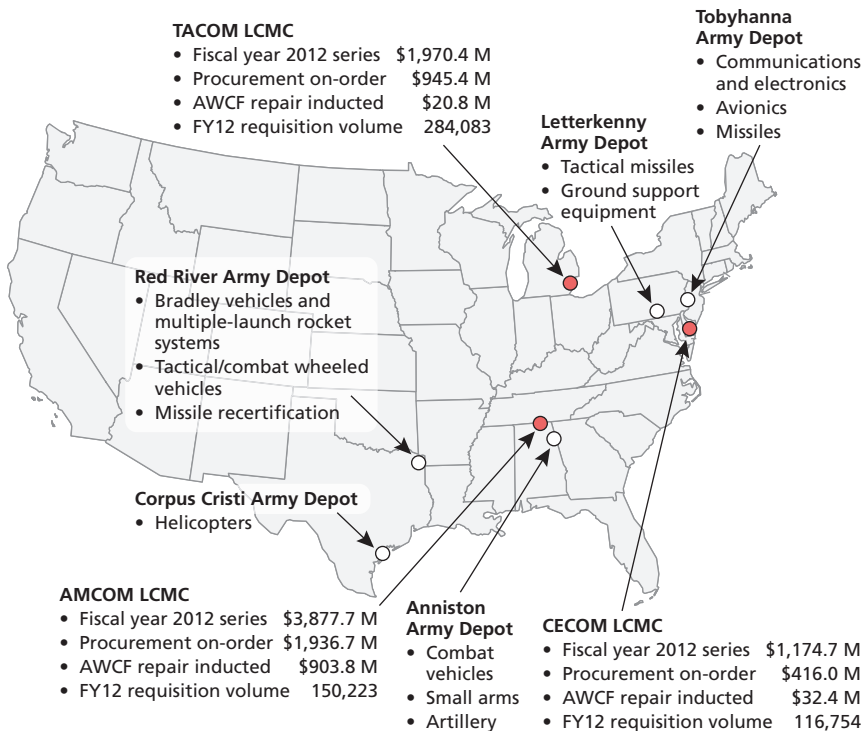 TACOM LCMC
• Fiscal year 2012 series $1,970.4 M
• Procurement on-order $945.4 M
• AWCF repair inducted $20.8 M
• FY12 requisition volume 284,083
Tobyhanna
Army Depot
• Communications
and electronics
• Avionics
• Missiles
Letterkenny
Army Depot
• Tactical missiles
• Ground support
equipment
Red River Army Depot
• Bradley vehicles and
multiple-launch rocket
systems
• Tactical/combat wheeled
vehicles
• Missile recertification
Corpus Cristi Army Depot
• Helicopters
AMCOM LCMC
• Fiscal year 2012 series $3,877.7 M
• Procurement on-order $1,936.7 M
• AWCF repair inducted $903.8 M
• FY12 requisition volume 150,223
Anniston
Army Depot
• Combat
vehicles
• Small arms
• Artillery
CECOM LCMC
• Fiscal year 2012 series $1,174.7 M
• Procurement on-order $416.0 M
• AWCF repair inducted $32.4 M
• FY12 requisition volume 116,754